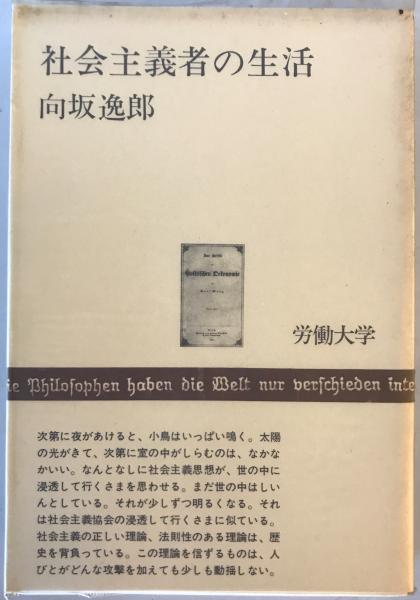 社会主義者の生活
向坂逸郎
Zur Kritik
der
Politischen Oekonomie
von
Karl Marx
労働大学
ie Philosophen haben die Welt nur verschieden inte
次第に夜があけると、小鳥はいっぱい鳴く。太陽
の光がきて、次第に室の中がしらむのは、なかな
かいい。なんとなしに社会主義思想が、世の中に
浸透して行くさまを思わせる。まだ世の中はしい
んとしている。それが少しずつ明るくなる。それ
は社会主義協会の浸透して行くさまに似ている。
社会主義の正しい理論、法則性のある理論は、歴
史を背負っている。この理論を信ずるものは、人
びとがどんな攻撃を加えても少しも動揺しない。